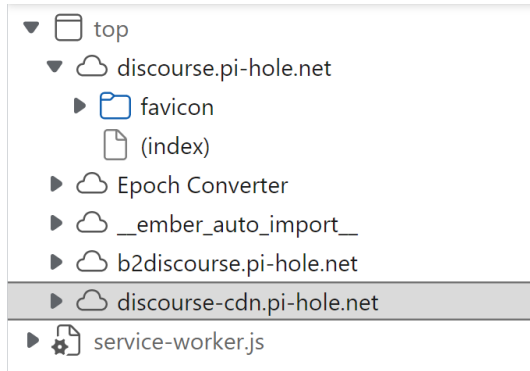 top
discourse.pi-hole.net
favicon
(index)
Epoch Converter
__ember_auto_import__
b2discourse.pi-hole.net
discourse-cdn.pi-hole.net
service-worker.js